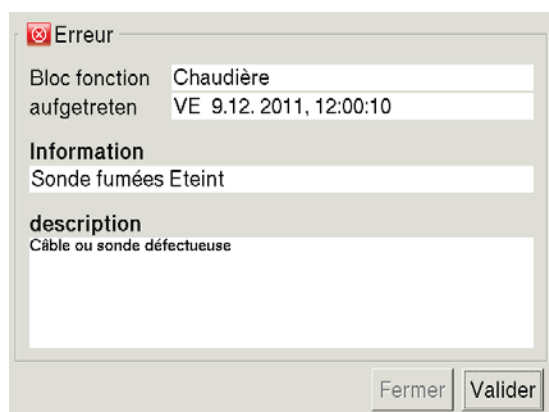 Erreur
Bloc fonction Chaudière
aufgetreten VE 9.12. 2011, 12:00:10
Information
Sonde fumées Eteint
description
Câble ou sonde défectueuse
Fermer Valider